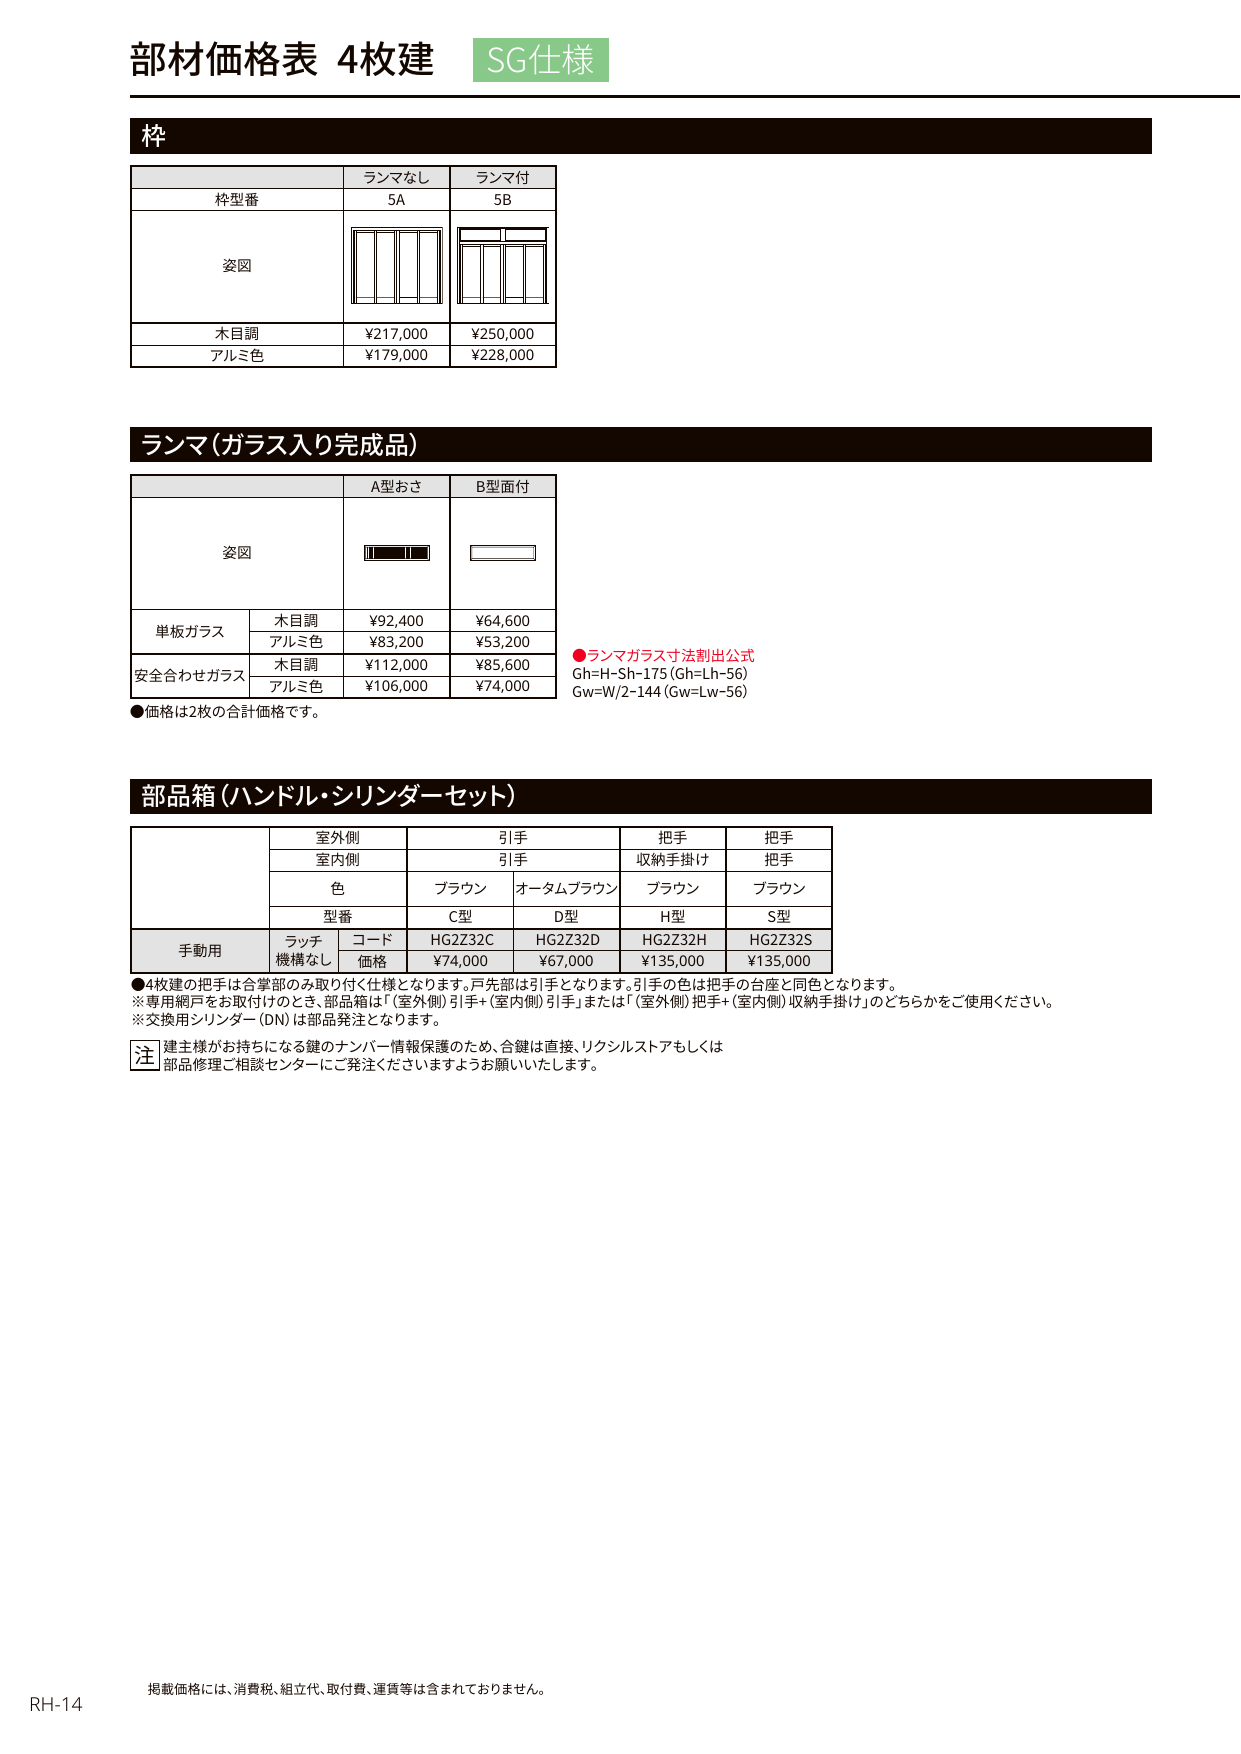 部材価格表 4枚建 SG仕様
枠
ランマなし ランマ付
枠型番 5A 5B
姿図
木目調 ¥217,000 ¥250,000
アルミ色 ¥179,000 ¥228,000
ランマ(ガラス入り完成品)
A型おさ B型面付
姿図
単板ガラス 木目調 ¥92,400 ¥64,600
アルミ色 ¥83,200 ¥53,200
安全合わせガラス 木目調 ¥112,000 ¥85,600
アルミ色 ¥106,000 ¥74,000
●ランマガラス寸法割出公式
Gh=H−Sh−175(Gh=Lh−56)
Gw=W/2−144(Gw=Lw−56)
●価格は2枚の合計価格です。
部品箱(ハンドル・シリンダーセット)
室外側 引手 把手 把手
室内側 引手 収納手掛け 把手
色 ブラウン オータムブラウン ブラウン ブラウン
型番 C型 D型 H型 S型
手動用 ラッチ機構なし コード HG2Z32C HG2Z32D HG2Z32H HG2Z32S
価格 ¥74,000 ¥67,000 ¥135,000 ¥135,000
●4枚建の把手は合掌部のみ取り付く仕様となります。戸先部は引手となります。引手の色は把手の台座と同色となります。
※専用網戸をお取付けのとき、部品箱は「(室外側)引手+(室内側)引手」または「(室外側)把手+(室内側)収納手掛け」のどちらかをご使用ください。
※交換用シリンダー(DN)は部品発注となります。
注 建主様がお持ちになる鍵のナンバー情報保護のため、合鍵は直接、リクシルストアもしくは
部品修理ご相談センターにご発注くださいますようお願いいたします。
掲載価格には、消費税、組立代、取付費、運賃等は含まれておりません。
RH-14